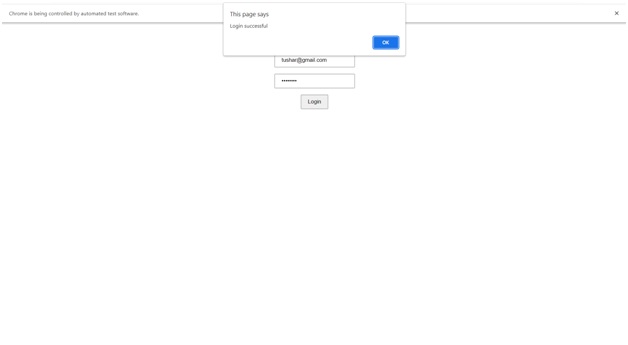 Chrome is being controlled by automated test software.
This page says
Login successful
OK
tushar@gmail.com
••••••••
Login